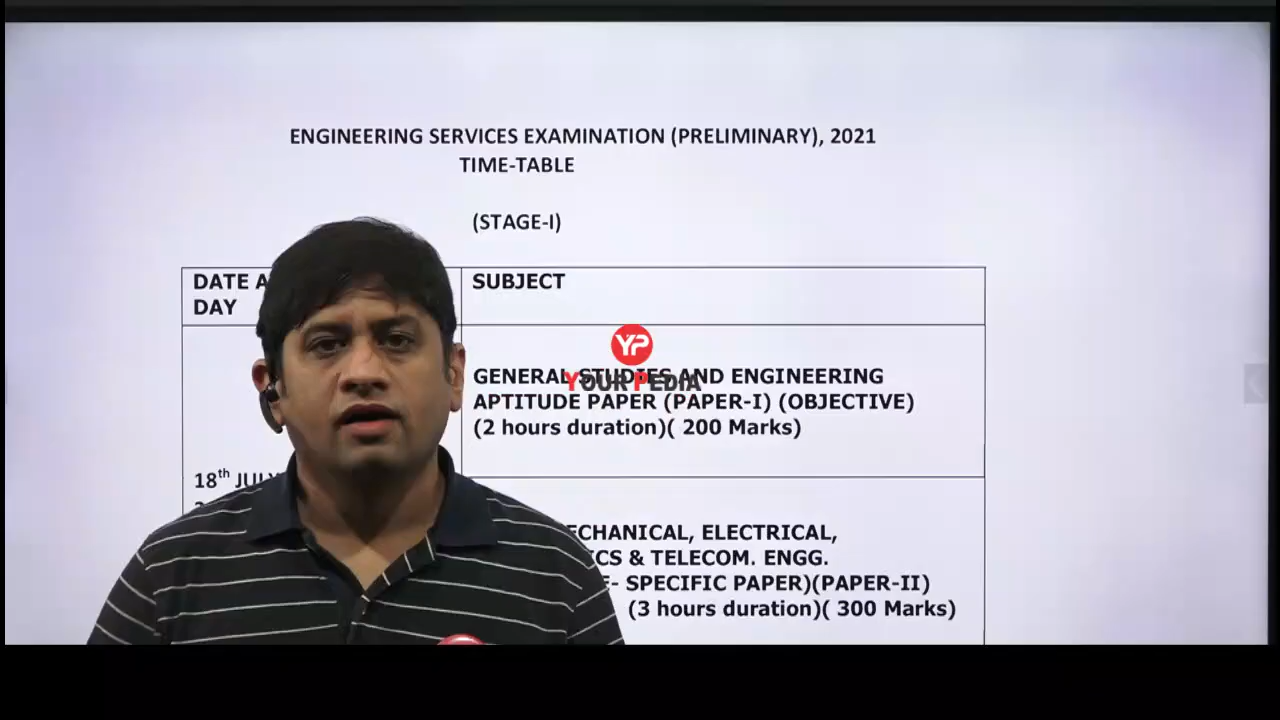 ENGINEERING SERVICES EXAMINATION (PRELIMINARY), 2021
TIME-TABLE
(STAGE-I)
DATE A
DAY
SUBJECT
YP
YOUR PEDIA
GENERAL STUDIES AND ENGINEERING
APTITUDE PAPER (PAPER-I) (OBJECTIVE)
(2 hours duration)( 200 Marks)
18th JULY
ECHANICAL, ELECTRICAL,
CS & TELECOM. ENGG.
E- SPECIFIC PAPER)(PAPER-II)
(3 hours duration)( 300 Marks)